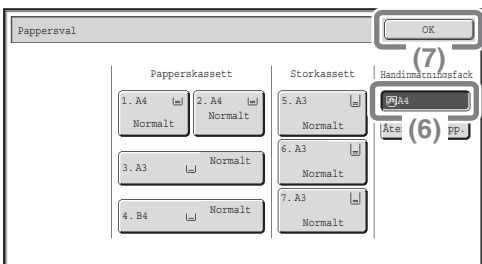 Pappersval
OK
(7)
Papperskassett
Storkassett
Handinmatningsfack
1. A4
Normalt
2. A4
Normalt
5. A3
Normalt
A4
(6)
3. A3
Normalt
6. A3
Normalt
4. B4
Normalt
7. A3
Normalt